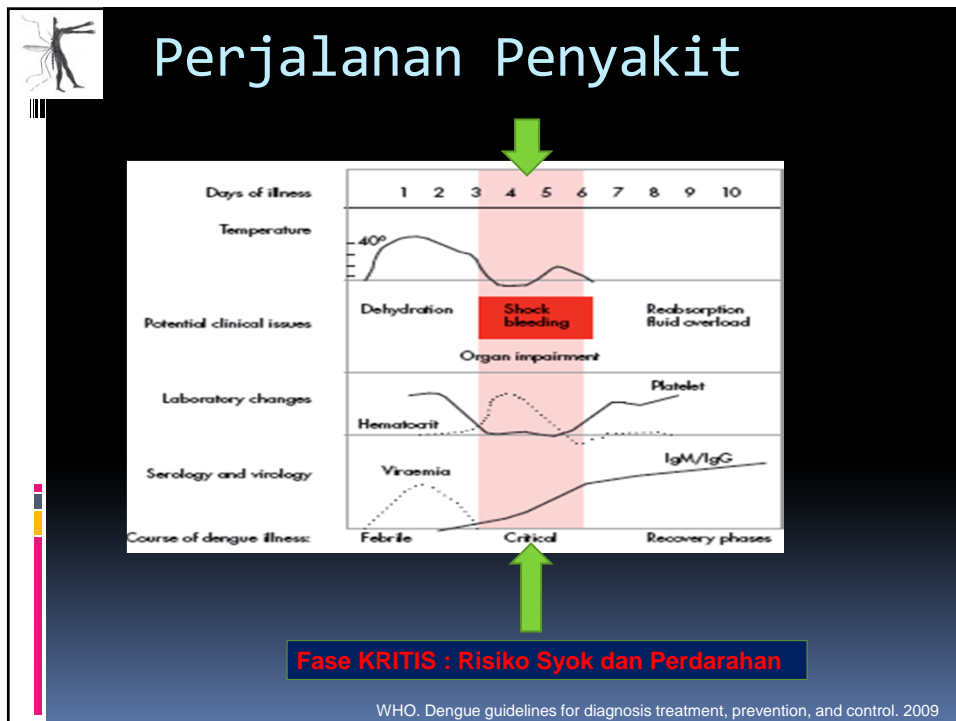 Perjalanan Penyakit
Days of illness 1 2 3 4 5 6 7 8 9 10
Temperature 40°
Potential clinical issues
Dehydration
Shock
bleeding
Reabsorption
fluid overload
Organ impairment
Laboratory changes
Platelet
Hematocrit
Serology and virology
Viraemia
IgM/IgG
Course of dengue illness: Febrile Critical Recovery phases
Fase KRITIS : Risiko Syok dan Perdarahan
WHO. Dengue guidelines for diagnosis treatment, prevention, and control. 2009